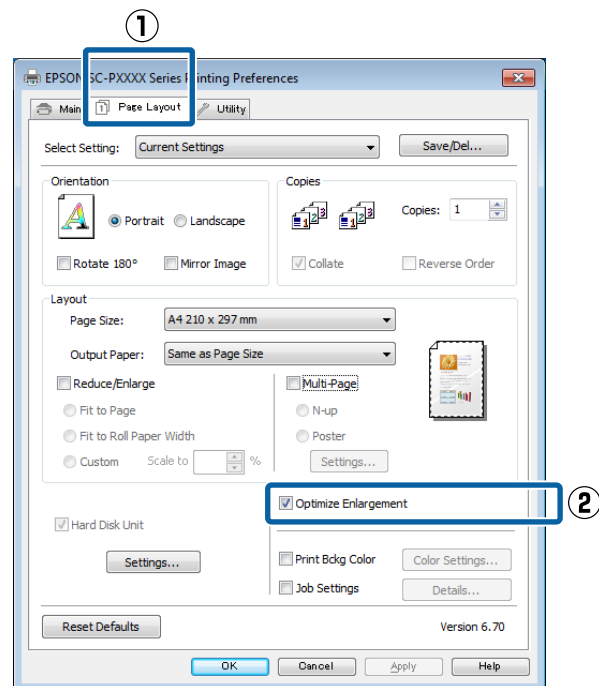 1
EPSON SC-PXXXX Series Printing Preferences
Main Page Layout Utility
Select Setting: Current Settings Save/Del...
Orientation
Portrait Landscape
Rotate 180° Mirror Image
Copies
Copies: 1
Collate Reverse Order
Layout
Page Size: A4 210 x 297 mm
Output Paper: Same as Page Size
Reduce/Enlarge
Fit to Page
Fit to Roll Paper Width
Custom Scale to %
Multi-Page
N-up
Poster
Settings...
Optimize Enlargement
2
Hard Disk Unit
Settings...
Print Bckg Color Color Settings...
Job Settings Details...
Reset Defaults Version 6.70
OK Cancel Apply Help